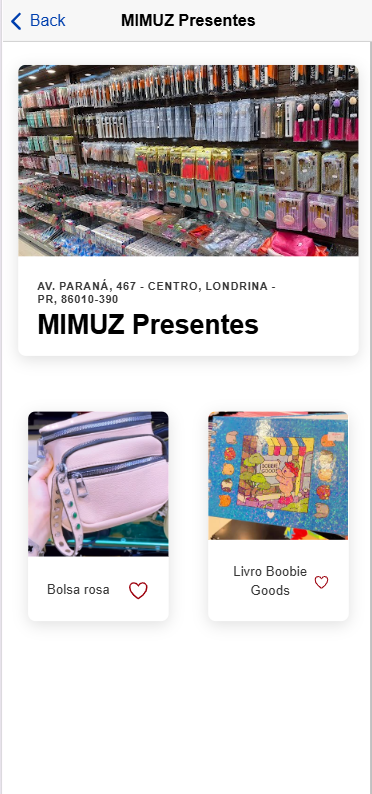 Back
MIMUZ Presentes
AV. PARANÁ, 467 - CENTRO, LONDRINA -
PR, 86010-390
MIMUZ Presentes
Bolsa rosa
Livro Boobie
Goods